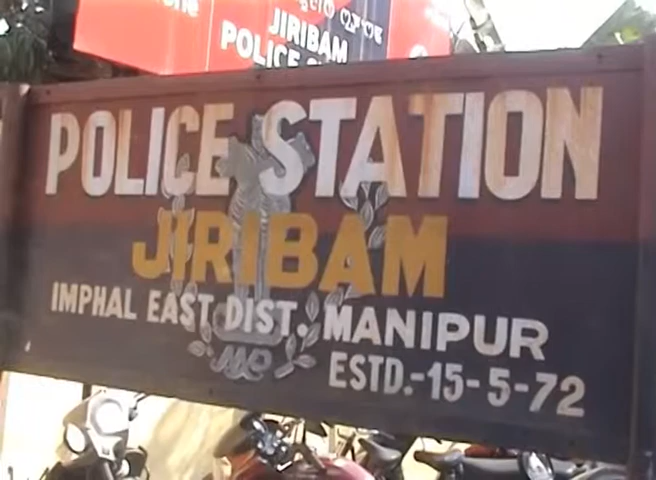 JIRIBAM
POLICE
POLICE STATION
JIRIBAM
IMPHAL EAST DIST. MANIPUR
ESTD.-15-5-72